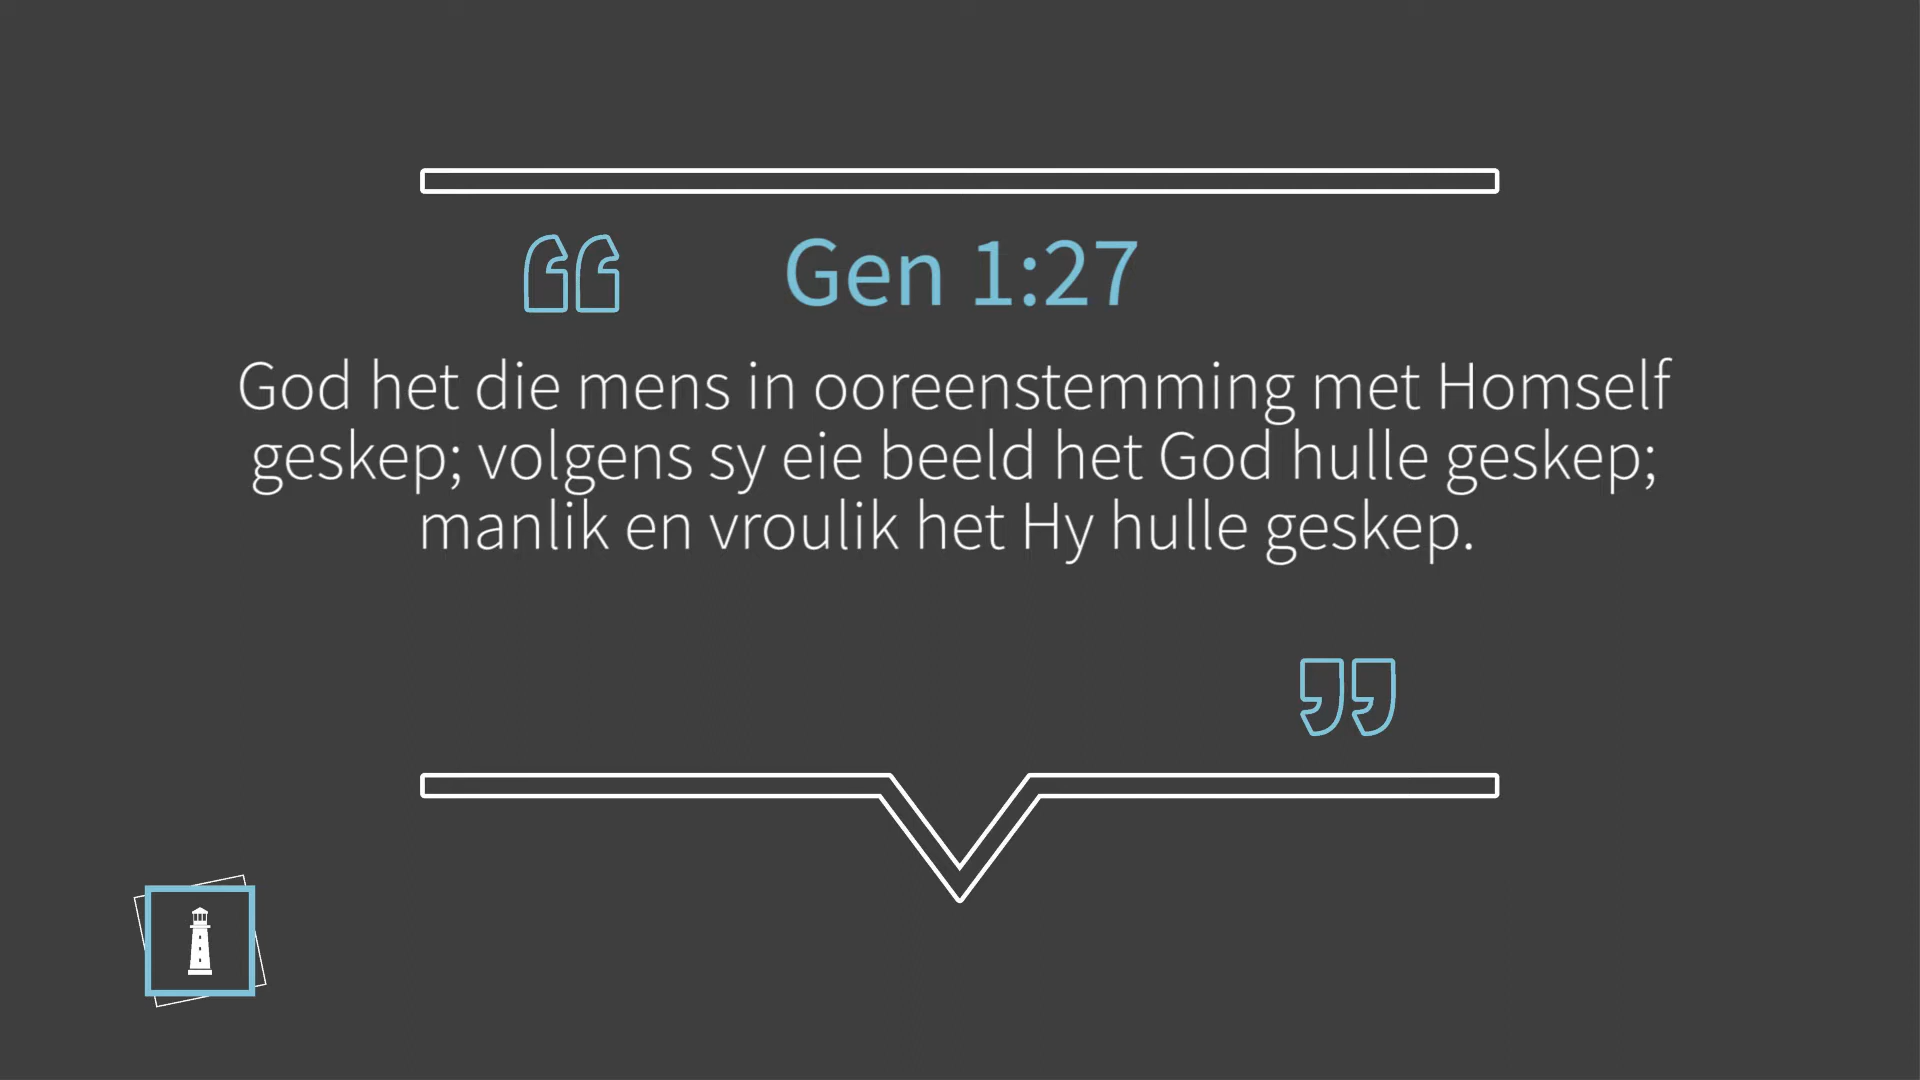 Gen 1:27
God het die mens in ooreenstemming met Homself
geskep; volgens sy eie beeld het God hulle geskep;
manlik en vroulik het Hy hulle geskep.